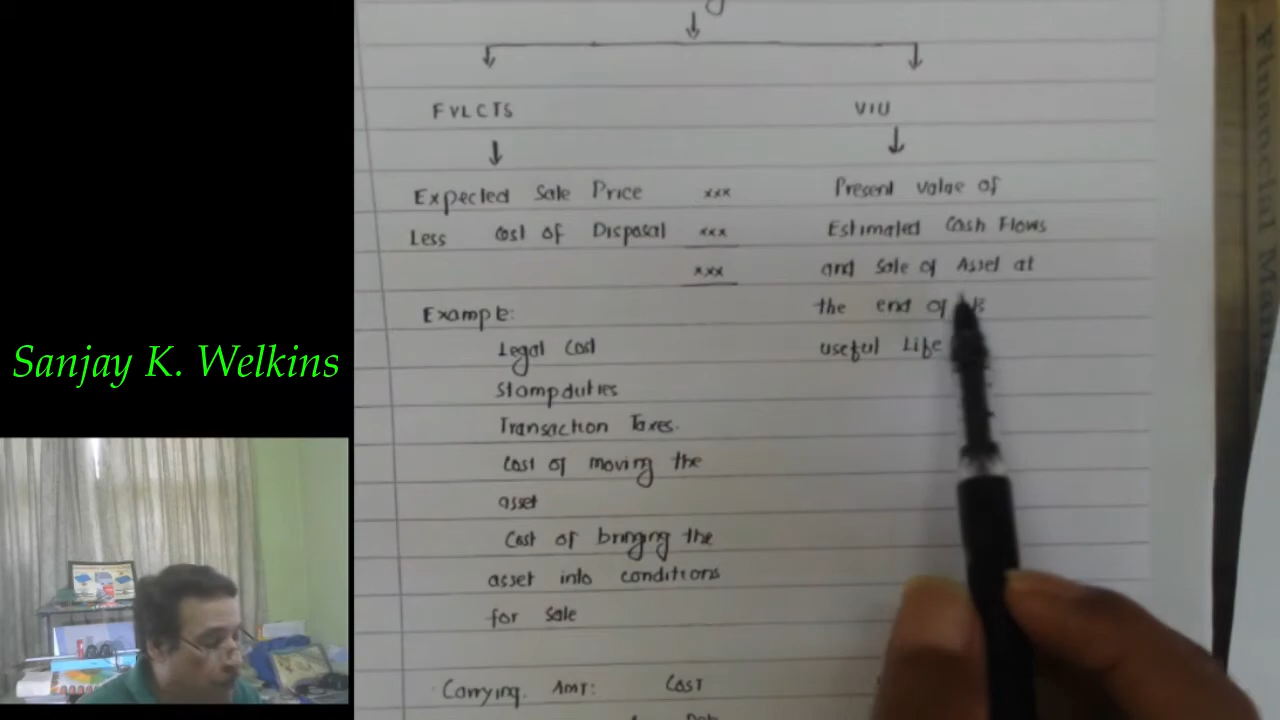 FVLCTS
VIU
Expected Sale Price xxx
Less Cost of Disposal xxx
xxx
Example:
Legal Cost
Stampduties
Transaction Taxes.
Cost of moving the
asset
Cost of bringing the
asset into conditions
for sale
Present value of
Estimated Cash Flows
and Sale of Asset at
the end of
useful Life
Carrying. AMT: COST
Sanjay K. Welkins